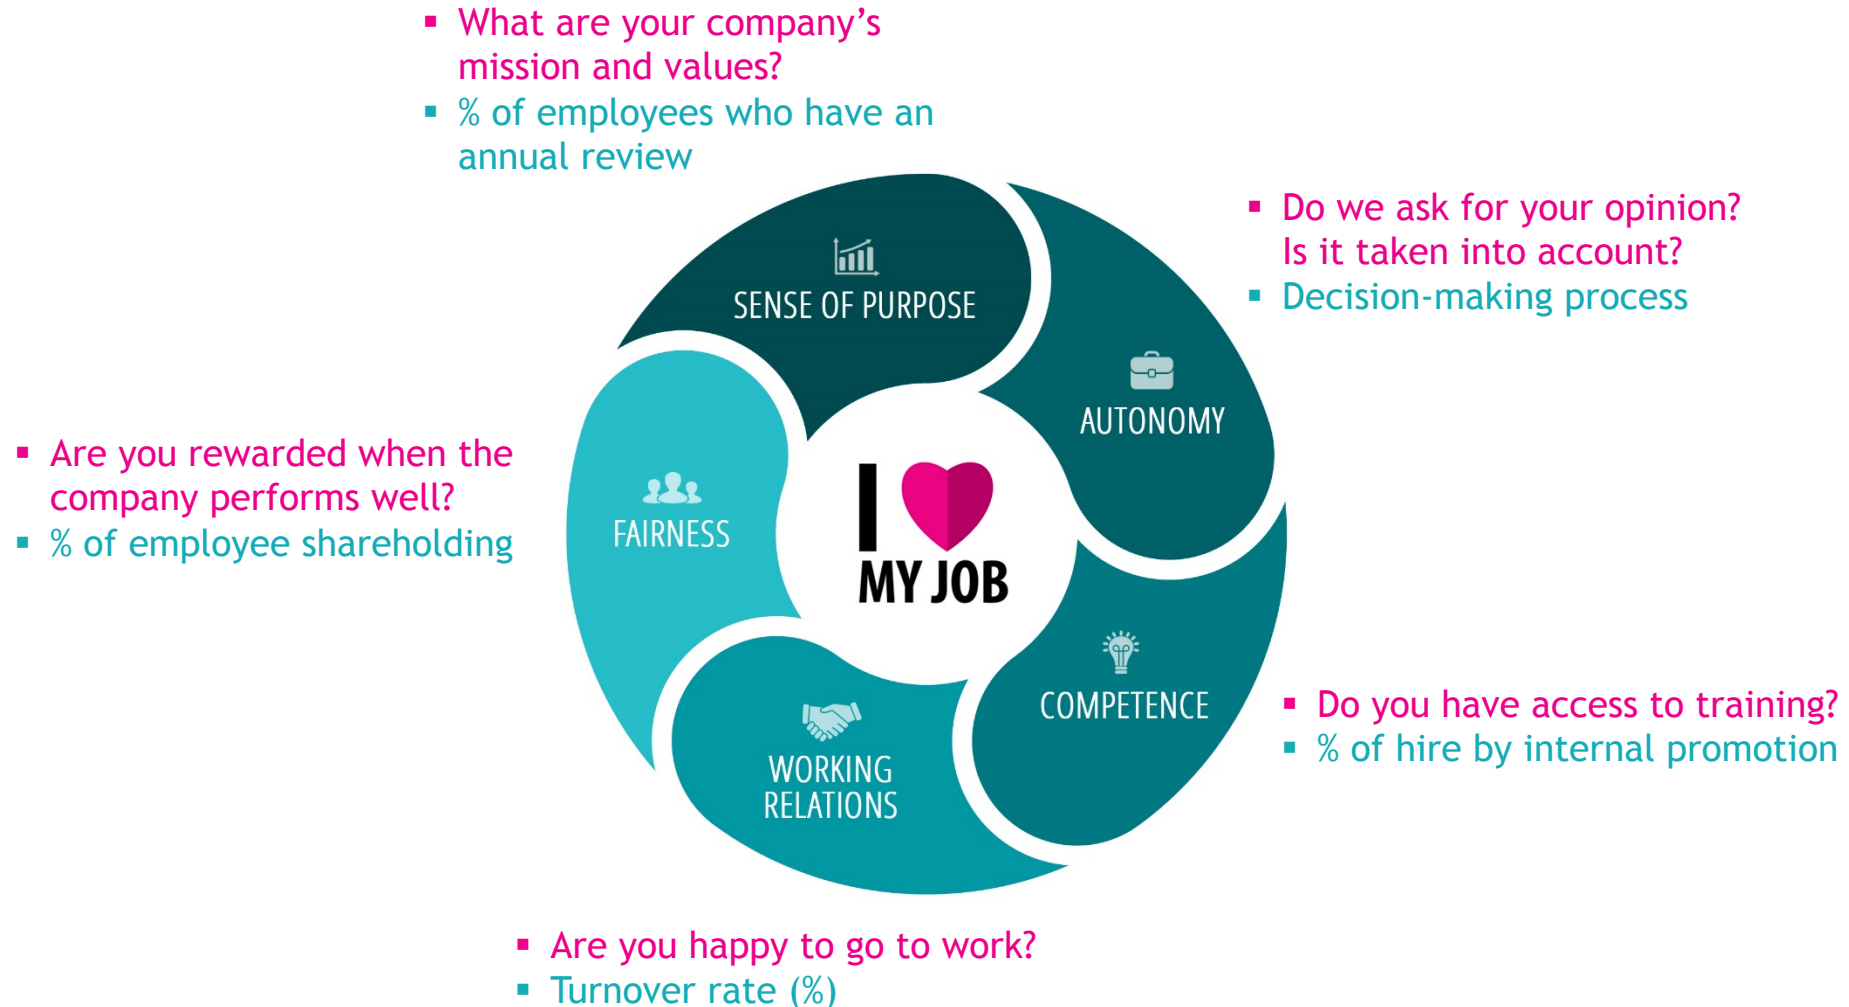 ▪ What are your company’s
mission and values?
▪ % of employees who have an
annual review
▪ Do we ask for your opinion?
Is it taken into account?
▪ Decision-making process
SENSE OF PURPOSE
AUTONOMY
▪ Are you rewarded when the
company performs well?
▪ % of employee shareholding
FAIRNESS
I
MY JOB
COMPETENCE
▪ Do you have access to training?
▪ % of hire by internal promotion
WORKING
RELATIONS
▪ Are you happy to go to work?
▪ Turnover rate (%)